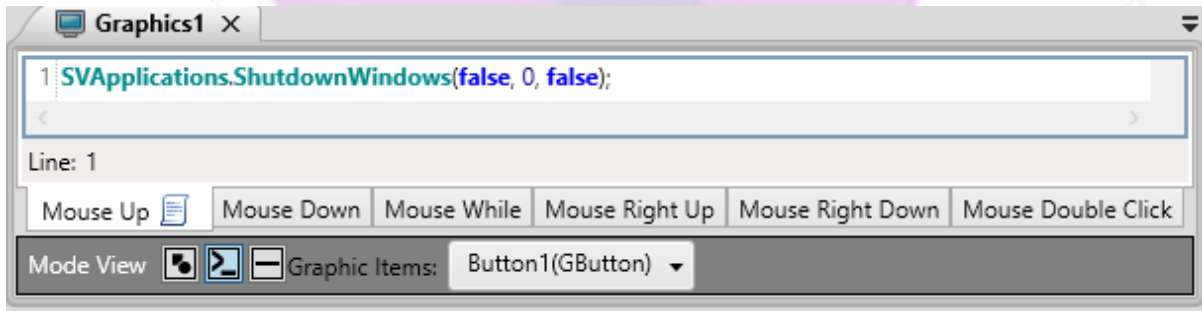 Graphics1
1 SVApplications.ShutdownWindows(false, 0, false);
Line: 1
Mouse Up Mouse Down Mouse While Mouse Right Up Mouse Right Down Mouse Double Click
Mode View Graphic Items: Button1(GButton)